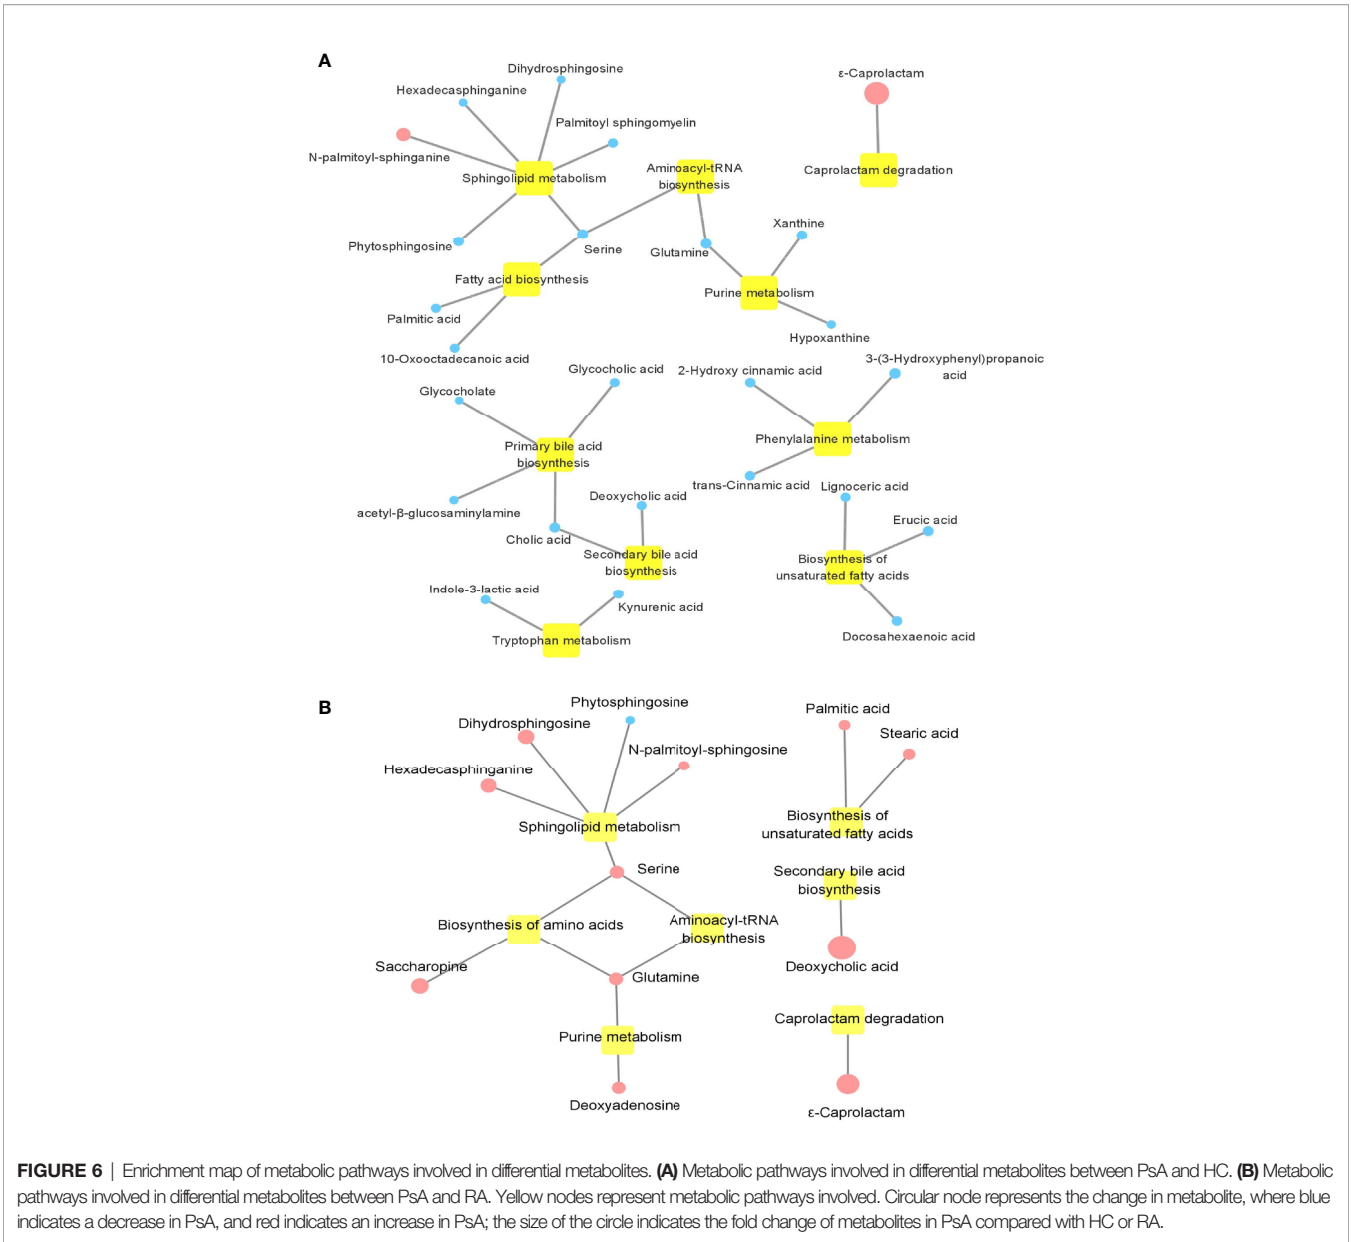 A
Dihydrosphingosine
Hexadecasphinganine
Palmitoyl sphingomyelin
N-palmitoyl-sphinganine
Sphingolipid metabolism
Aminoacyl-tRNA
biosynthesis
ε-Caprolactam
Caprolactam degradation
Phytosphingosine
Serine
Glutamine
Xanthine
Fatty acid biosynthesis
Purine metabolism
Palmitic acid
Hypoxanthine
10-Oxooctadecanoic acid
Glycocholic acid
Glycocholate
2-Hydroxy cinnamic acid
3-(3-Hydroxyphenyl)propanoic
acid
Primary bile acid
biosynthesis
Phenylalanine metabolism
trans-Cinnamic acid
acetyl-β-glucosaminylamine
Deoxycholic acid
Cholic acid
Secondary bile acid
biosynthesis
Lignoceric acid
Erucic acid
Biosynthesis of
unsaturated fatty acids
Indole-3-lactic acid
Kynurenic acid
Tryptophan metabolism
Docosahexaenoic acid
B
Phytosphingosine
Dihydrosphingosine
N-palmitoyl-sphingosine
Hexadecasphinganine
Sphingolipid metabolism
Serine
Biosynthesis of amino acids
Aminoacyl-tRNA
biosynthesis
Saccharopine
Glutamine
Purine metabolism
Deoxyadenosine
Palmitic acid
Stearic acid
Biosynthesis of
unsaturated fatty acids
Secondary bile acid
biosynthesis
Deoxycholic acid
Caprolactam degradation
ε-Caprolactam
FIGURE 6 | Enrichment map of metabolic pathways involved in differential metabolites. (A) Metabolic pathways involved in differential metabolites between PsA and HC. (B) Metabolic
pathways involved in differential metabolites between PsA and RA. Yellow nodes represent metabolic pathways involved. Circular node represents the change in metabolite, where blue
indicates a decrease in PsA, and red indicates an increase in PsA; the size of the circle indicates the fold change of metabolites in PsA compared with HC or RA.